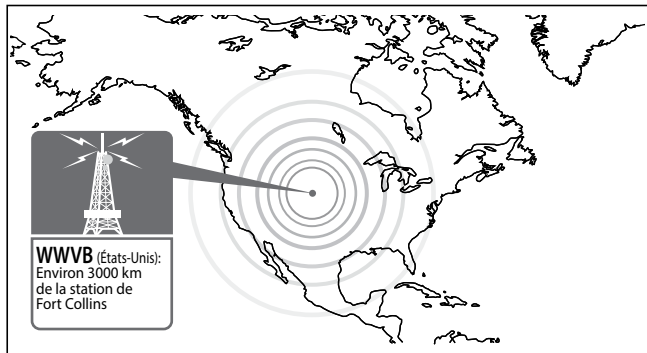 WWVB (États-Unis):
Environ 3000 km
de la station de
Fort Collins